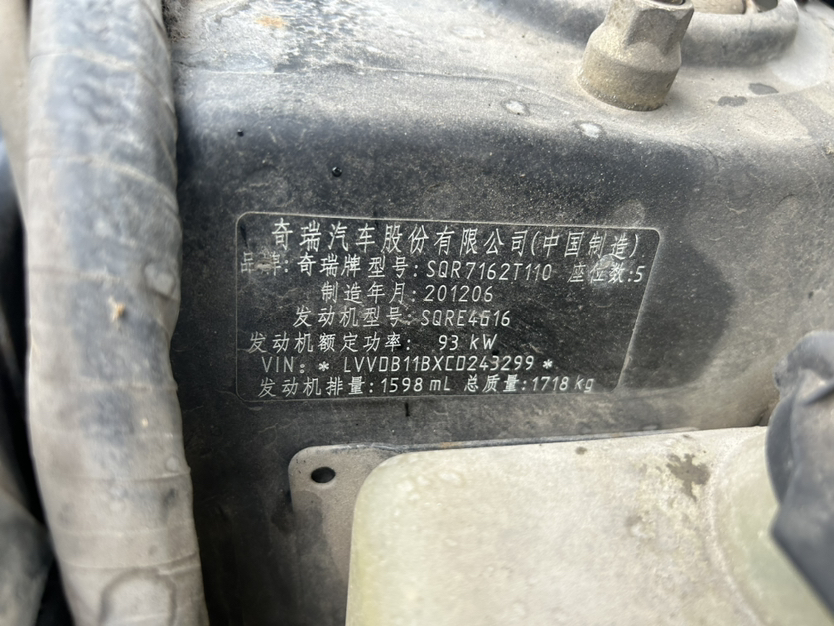 奇瑞汽车股份有限公司(中国制造)
品牌:奇瑞牌 型号:SQR7162T110 座位数:5
制造年月:201206
发动机型号:SQRE4G16
发动机额定功率: 93 kW
VIN: * LVVDB11BXCD243299 *
发动机排量:1598 mL 总质量:1718 kg